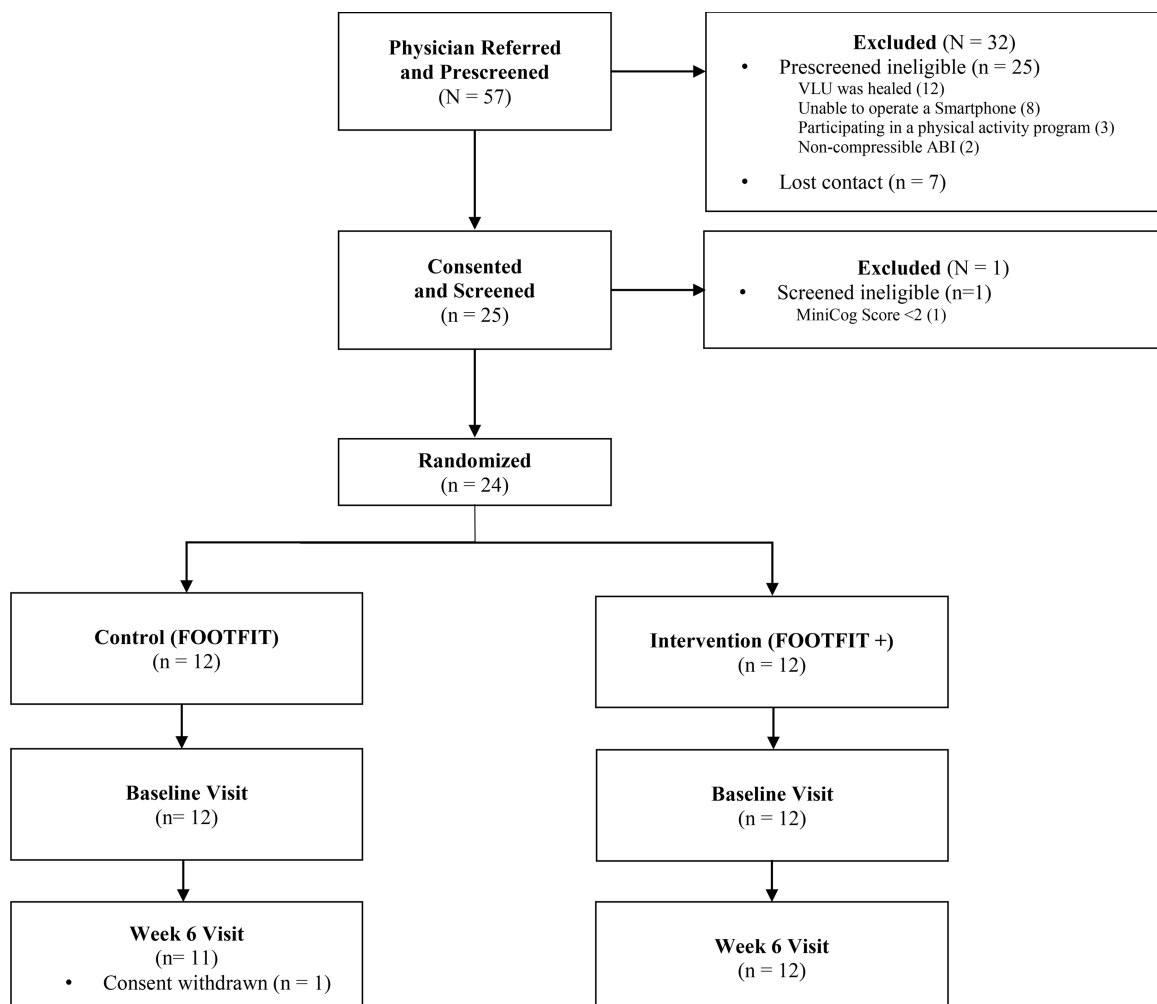 Physician Referred
and Prescreened
(N = 57)
Excluded (N = 32)
• Prescreened ineligible (n = 25)
VLU was healed (12)
Unable to operate a Smartphone (8)
Participating in a physical activity program (3)
Non-compressible ABI (2)
• Lost contact (n = 7)
Consented
and Screened
(n = 25)
Excluded (N = 1)
• Screened ineligible (n=1)
MiniCog Score <2 (1)
Randomized
(n = 24)
Control (FOOTFIT)
(n = 12)
Intervention (FOOTFIT +)
(n = 12)
Baseline Visit
(n= 12)
Baseline Visit
(n = 12)
Week 6 Visit
(n= 11)
• Consent withdrawn (n = 1)
Week 6 Visit
(n = 12)